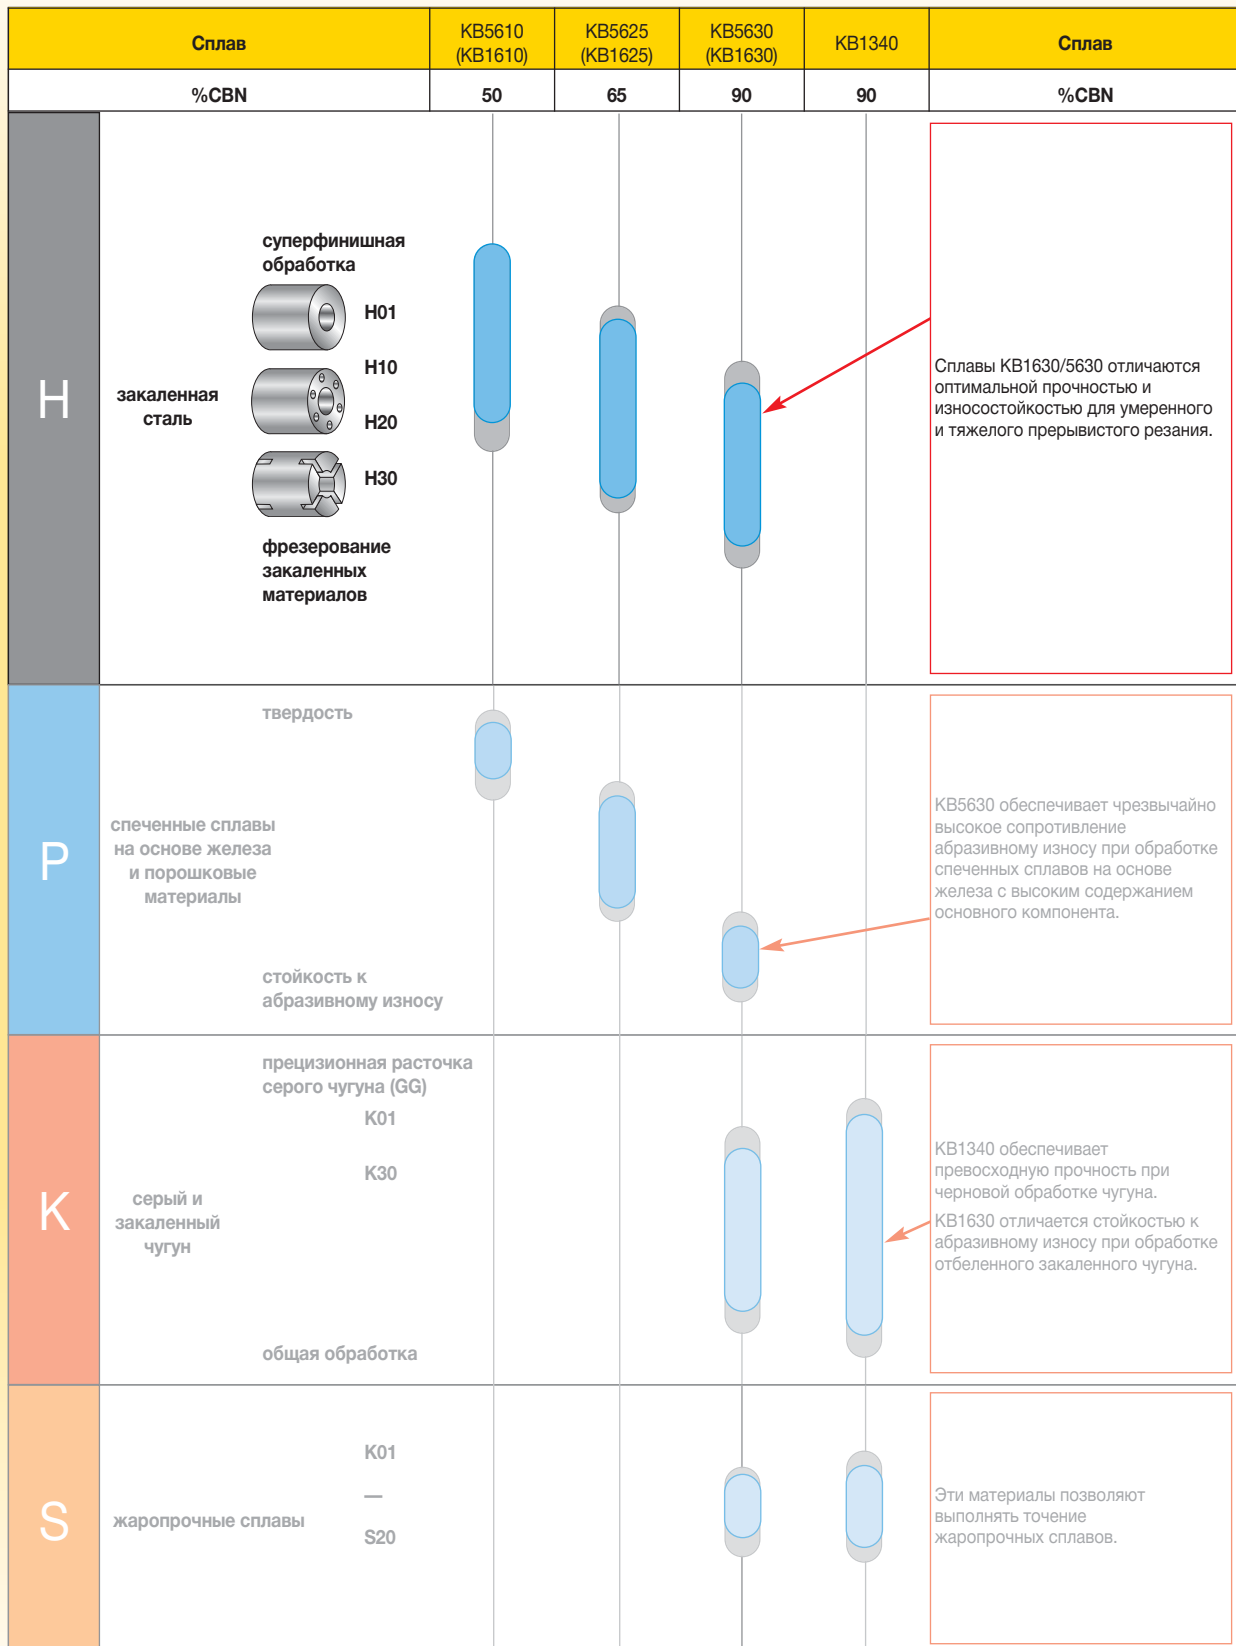 Сплав
KB5610
(KB1610)
KB5625
(KB1625)
KB5630
(KB1630)
KB1340
Сплав
%CBN
50
65
90
90
%CBN
H
закаленная
сталь
суперфинишная
обработка
H01
H10
H20
H30
фрезерование
закаленных
материалов
Сплавы KB1630/5630 отличаются
оптимальной прочностью и
износостойкостью для умеренного
и тяжелого прерывистого резания.
P
спеченные сплавы
на основе железа
и порошковые
материалы
твердость
стойкость к
абразивному износу
KB5630 обеспечивает чрезвычайно
высокое сопротивление
абразивному износу при обработке
спеченных сплавов на основе
железа с высоким содержанием
основного компонента.
K
серый и
закаленный
чугун
прецизионная расточка
серого чугуна (GG)
K01
K30
общая обработка
KB1340 обеспечивает
превосходную прочность при
черновой обработке чугуна.
KB1630 отличается стойкостью к
абразивному износу при обработке
отбеленного закаленного чугуна.
S
жаропрочные сплавы
K01
—
S20
Эти материалы позволяют
выполнять точение
жаропрочных сплавов.